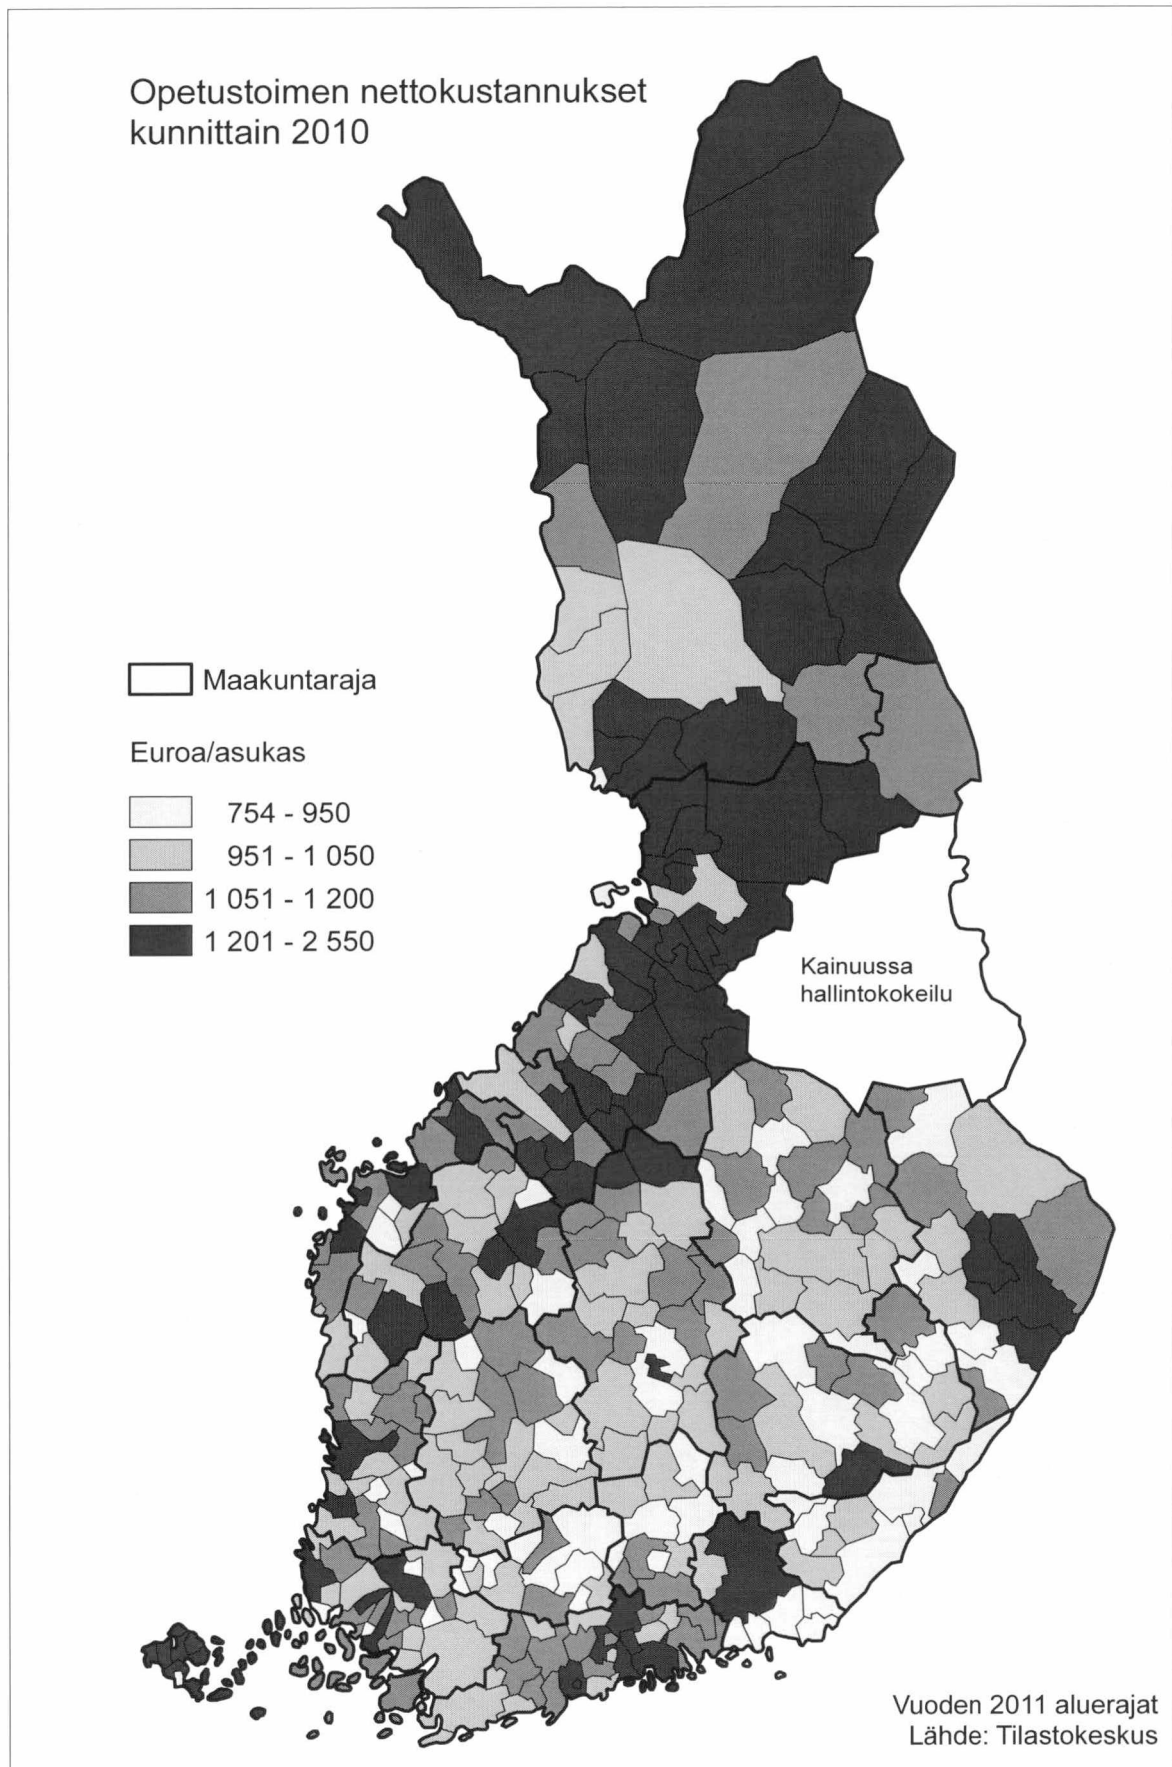 Opetustoimen nettokustannukset
kunnittain 2010
Maakuntaraja
Euroa/asukas
754 - 950
951 - 1 050
1 051 - 1 200
1 201 - 2 550
Kainuussa
hallintokokeilu
Vuoden 2011 aluerajat
Lähde: Tilastokeskus